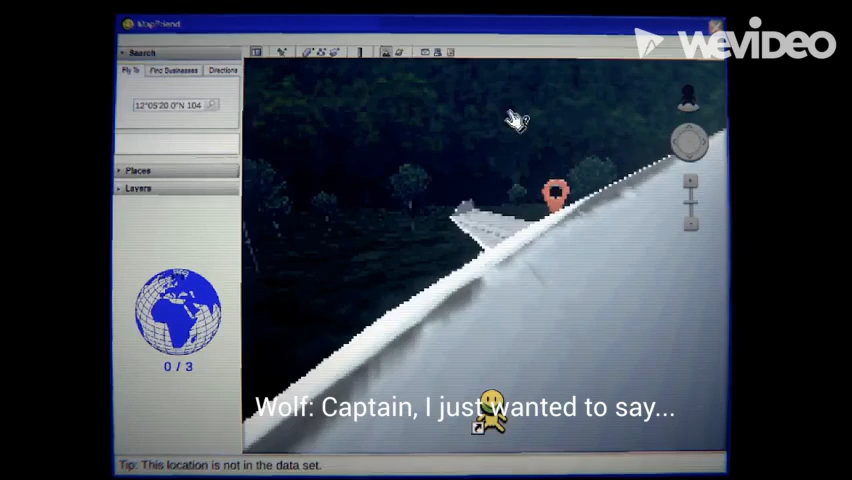 MapFriend
WeVideo
Search
Fly To
Find Businesses
Directions
12°05'20.0"N 104
Places
Layers
0 / 3
Wolf: Captain, I just wanted to say...
Tip: This location is not in the data set.